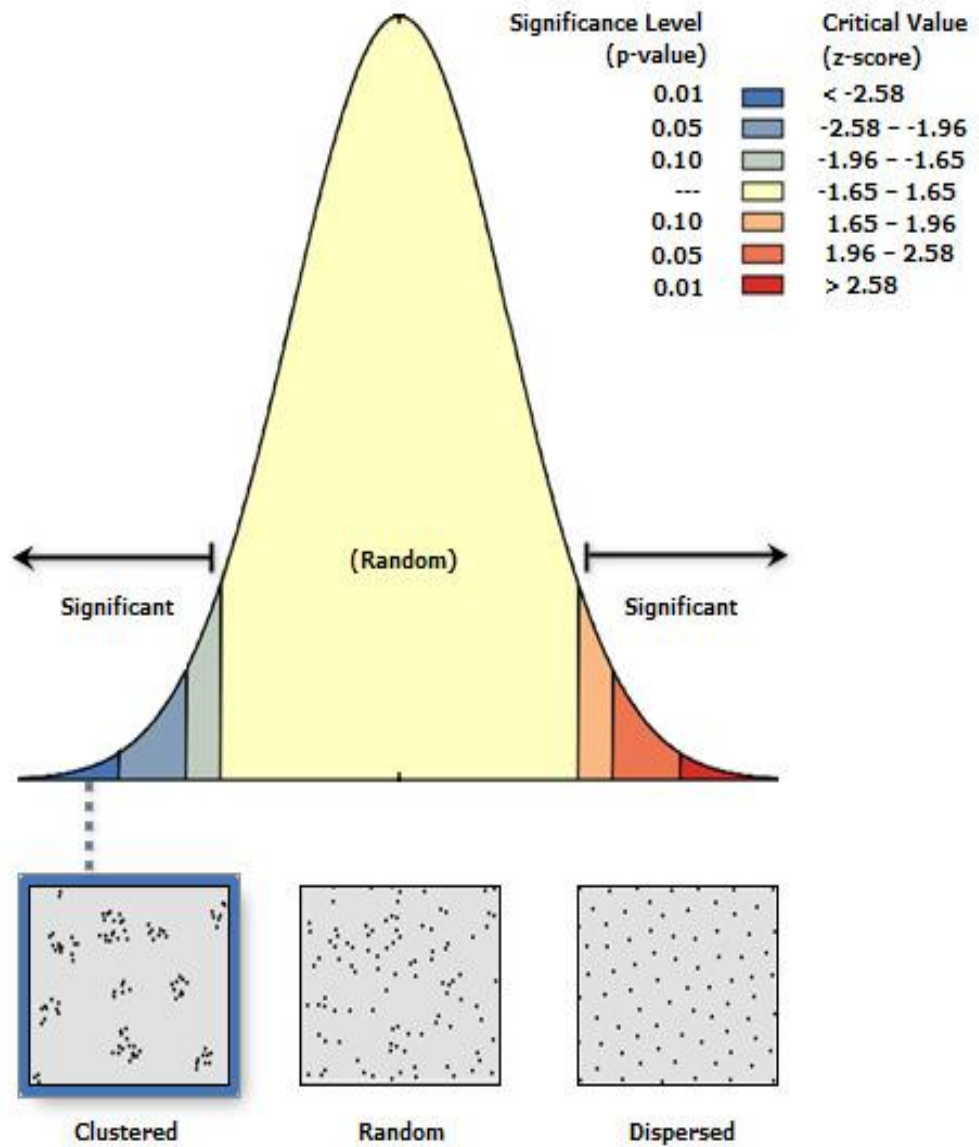 Significance Level Critical Value
(p-value) (z-score)
0.01 < -2.58
0.05 -2.58 – -1.96
0.10 -1.96 – -1.65
--- -1.65 – 1.65
0.10 1.65 – 1.96
0.05 1.96 – 2.58
0.01 > 2.58
(Random)
Significant Significant
Clustered Random Dispersed